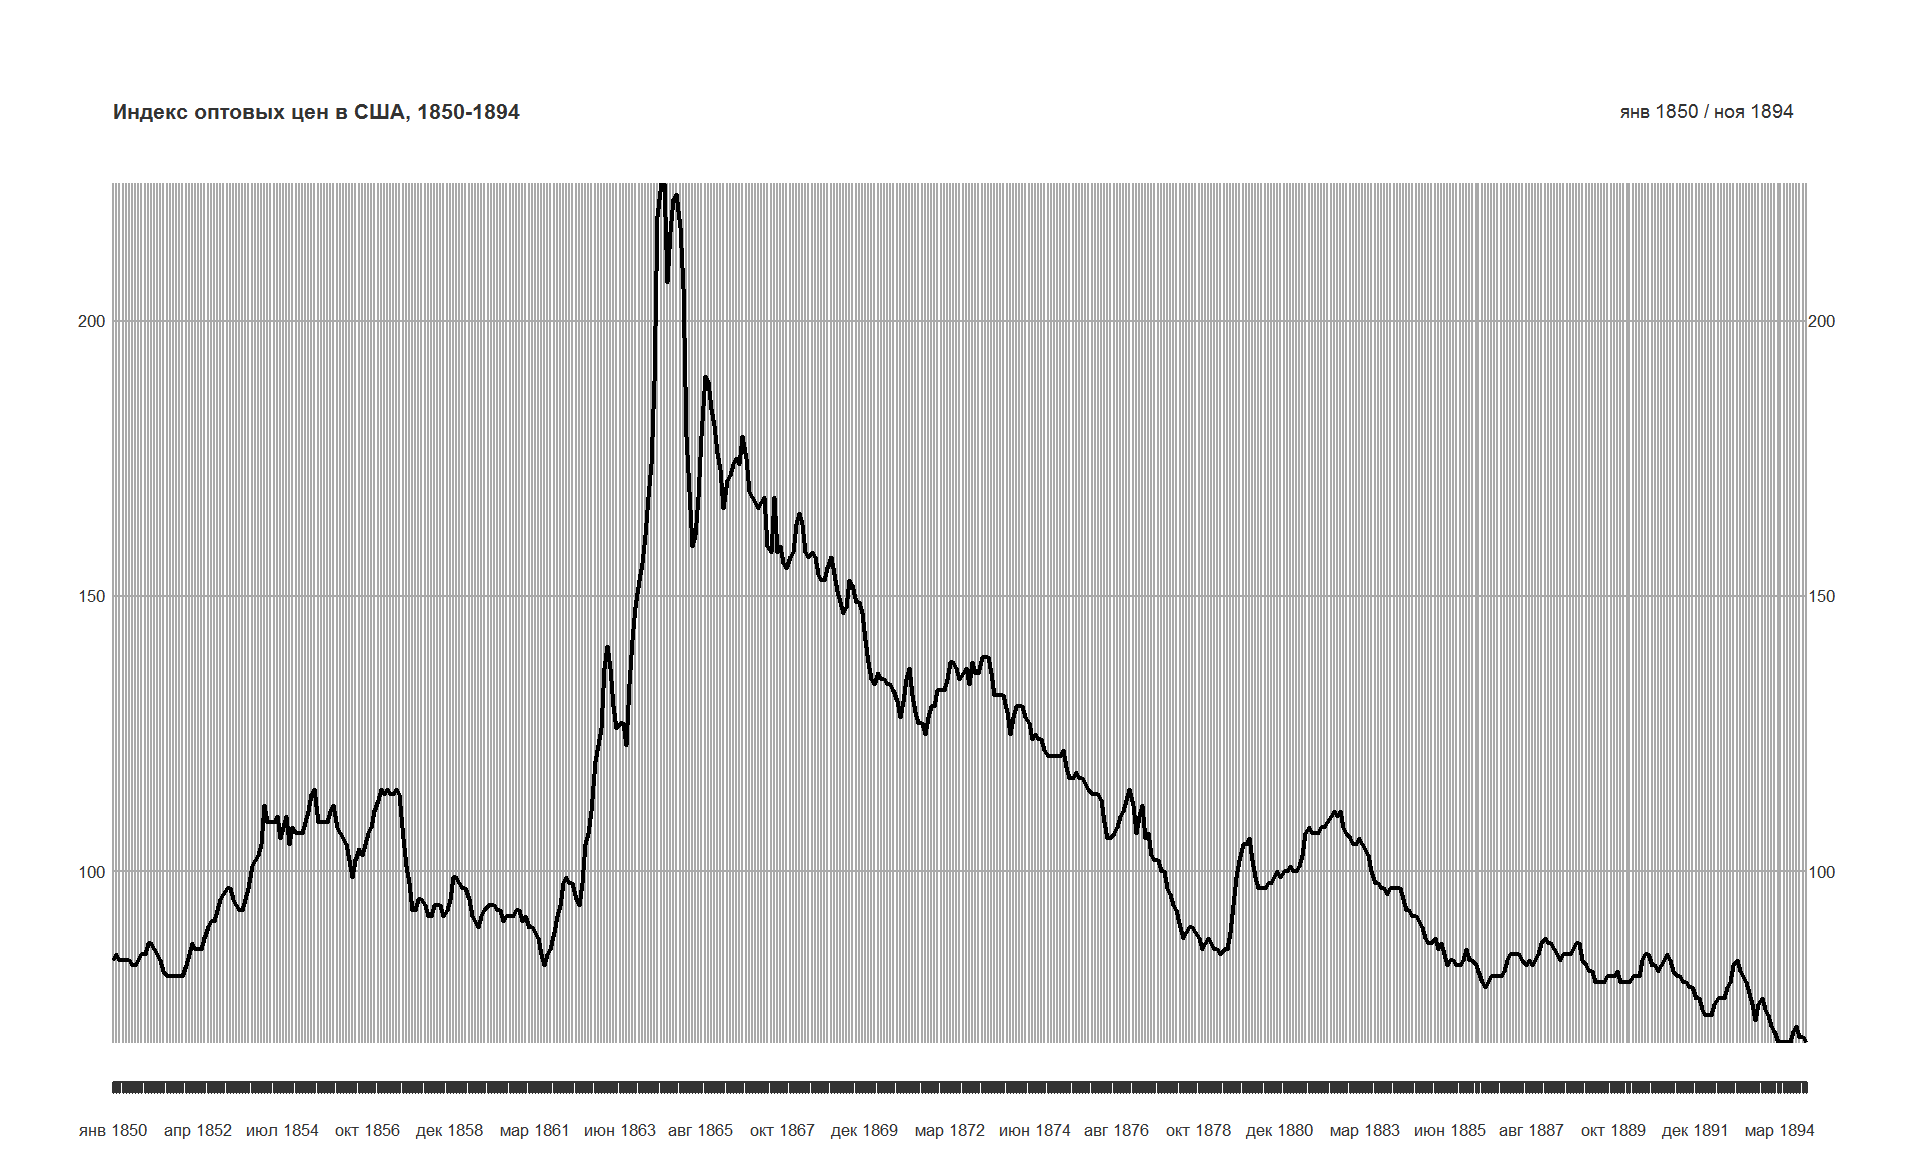 Индекс оптовых цен в США, 1850-1894
янв 1850 / ноя 1894
200
200
150
150
100
100
янв 1850 апр 1852 июл 1854 окт 1856 дек 1858 мар 1861 июн 1863 авг 1865 окт 1867 дек 1869 мар 1872 июн 1874 авг 1876 окт 1878 дек 1880 мар 1883 июн 1885 авг 1887 окт 1889 дек 1891 мар 1894